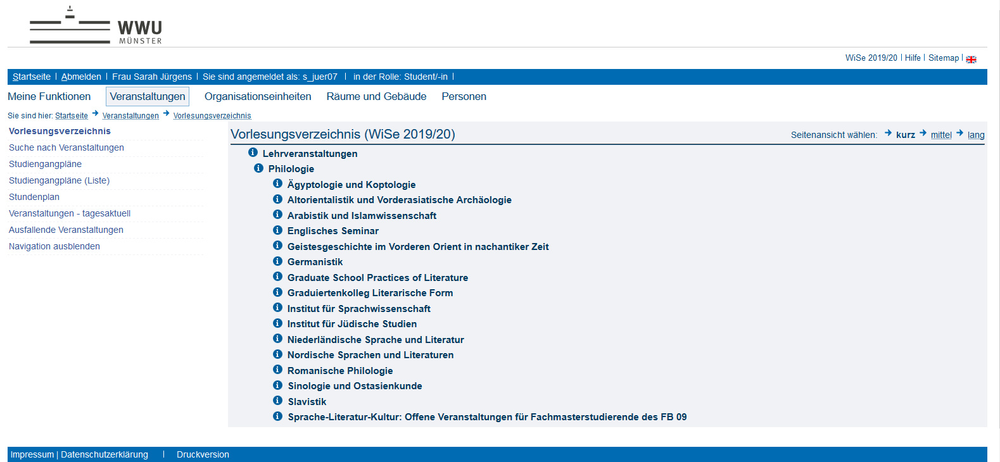 WWU
MÜNSTER
WiSe 2019/20 | Hilfe | Sitemap |
Startseite | Abmelden | Frau Sarah Jürgens | Sie sind angemeldet als: s_juer07 | in der Rolle: Student/-in |
Meine Funktionen Veranstaltungen Organisationseinheiten Räume und Gebäude Personen
Sie sind hier: Startseite → Veranstaltungen → Vorlesungsverzeichnis
Vorlesungsverzeichnis
Suche nach Veranstaltungen
Studiengangpläne
Studiengangpläne (Liste)
Stundenplan
Veranstaltungen - tagesaktuell
Ausfallende Veranstaltungen
Navigation ausblenden
Vorlesungsverzeichnis (WiSe 2019/20)
Seitenansicht wählen: → kurz → mittel → lang
Lehrveranstaltungen
Philologie
Ägyptologie und Koptologie
Altorientalistik und Vorderasiatische Archäologie
Arabistik und Islamwissenschaft
Englisches Seminar
Geistesgeschichte im Vorderen Orient in nachantiker Zeit
Germanistik
Graduate School Practices of Literature
Graduiertenkolleg Literarische Form
Institut für Sprachwissenschaft
Institut für Jüdische Studien
Niederländische Sprache und Literatur
Nordische Sprachen und Literaturen
Romanische Philologie
Sinologie und Ostasienkunde
Slavistik
Sprache-Literatur-Kultur: Offene Veranstaltungen für Fachmasterstudierende des FB 09
Impressum | Datenschutzerklärung | Druckversion